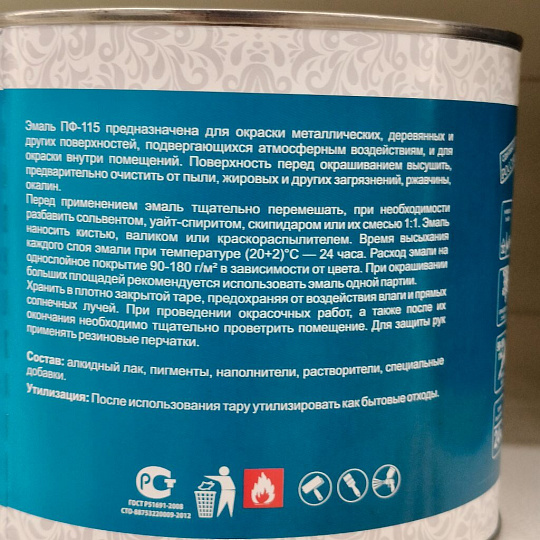 Эмаль ПФ-115 предназначена для окраски металлических, деревянных и
других поверхностей, подвергающихся атмосферным воздействиям, и для
окраски внутри помещений. Поверхность перед окрашиванием высушить,
предварительно очистить от пыли, жировых и других загрязнений, ржавчины,
окалин.
Перед применением эмаль тщательно перемешать, при необходимости
разбавить сольвентом, уайт-спиритом, скипидаром или их смесью 1:1. Эмаль
наносить кистью, валиком или краскораспылителем. Время высыхания
каждого слоя эмали при температуре (20+2)°С — 24 часа. Расход эмали на
однослойное покрытие 90-180 г/м² в зависимости от цвета. При окрашивании
больших площадей рекомендуется использовать эмаль одной партии.
Хранить в плотно закрытой таре, предохраняя от воздействия влаги и прямых
солнечных лучей. При проведении окрасочных работ, а также после их
окончания необходимо тщательно проветрить помещение. Для защиты рук
применять резиновые перчатки.
Состав: алкидный лак, пигменты, наполнители, растворители, специальные
добавки.
Утилизация: После использования тару утилизировать как бытовые отходы.
ГОСТ Р51691-2008
СТО-88753220009-2012